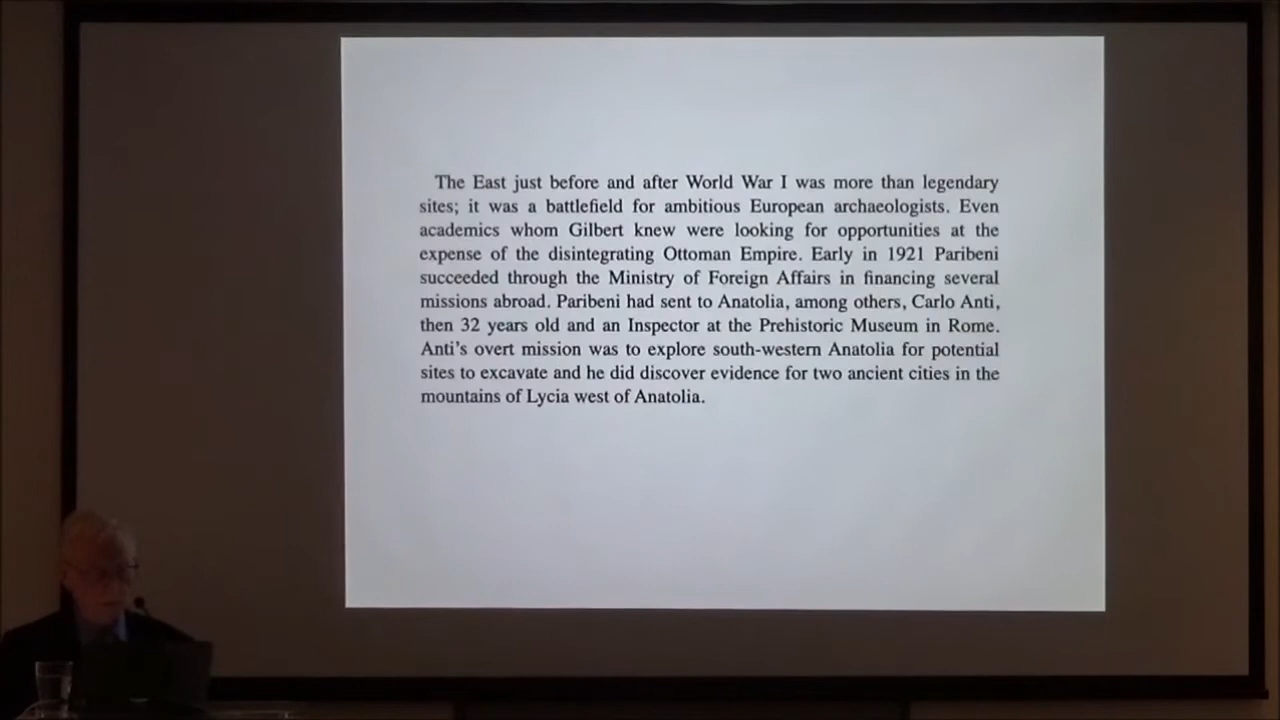 The East just before and after World War I was more than legendary
sites; it was a battlefield for ambitious European archaeologists. Even
academics whom Gilbert knew were looking for opportunities at the
expense of the disintegrating Ottoman Empire. Early in 1921 Paribeni
succeeded through the Ministry of Foreign Affairs in financing several
missions abroad. Paribeni had sent to Anatolia, among others, Carlo Anti,
then 32 years old and an Inspector at the Prehistoric Museum in Rome.
Anti's overt mission was to explore south-western Anatolia for potential
sites to excavate and he did discover evidence for two ancient cities in the
mountains of Lycia west of Anatolia.